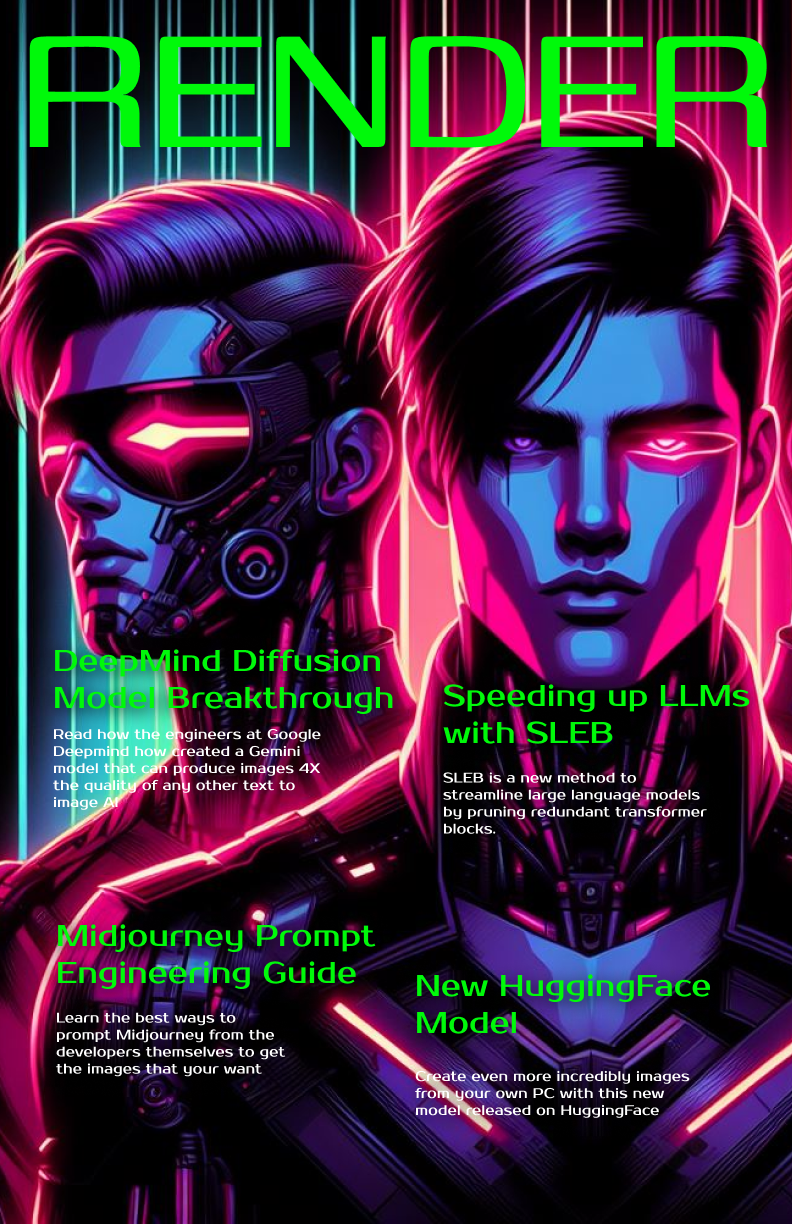 RENDER
DeepMind Diffusion
Model Breakthrough
Read how the engineers at Google
Deepmind how created a Gemini
model that can produce images 4X
the quality of any other text to
image AI
Speeding up LLMs
with SLEB
SLEB is a new method to
streamline large language models
by pruning redundant transformer
blocks.
Midjourney Prompt
Engineering Guide
Learn the best ways to
prompt Midjourney from the
developers themselves to get
the images that your want
New HuggingFace
Model
Create even more incredibly images
from your own PC with this new
model released on HuggingFace